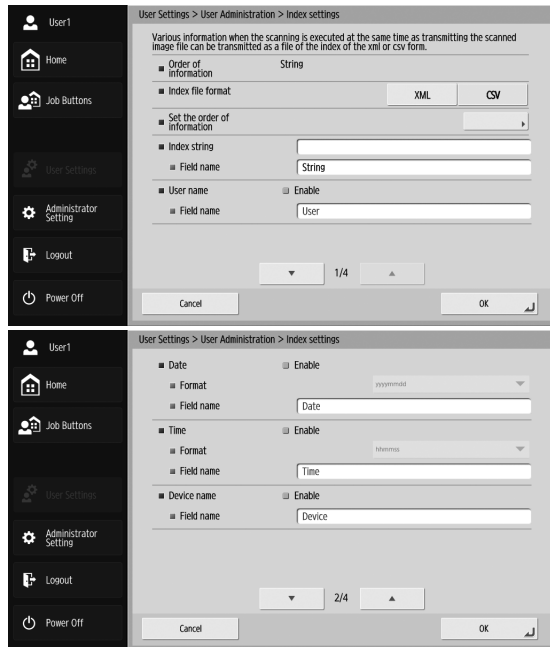 User1
Home
Job Buttons
User Settings
Administrator
Setting
Logout
Power Off
User Settings > User Administration > Index settings
Various information when the scanning is executed at the same time as transmitting the scanned
image file can be transmitted as a file of the index of the xml or csv form.
Order of
information
String
Index file format
XML
CSV
Set the order of
information
Index string
Field name
String
User name
Enable
Field name
User
1/4
Cancel
OK
User1
Home
Job Buttons
User Settings
Administrator
Setting
Logout
Power Off
User Settings > User Administration > Index settings
Date
Enable
Format
yyyymmdd
Field name
Date
Time
Enable
Format
hhmmss
Field name
Time
Device name
Enable
Field name
Device
2/4
Cancel
OK